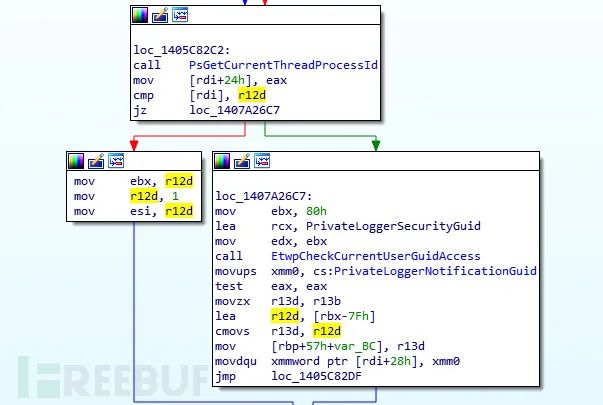 loc_1405C82C2:
call PsGetCurrentThreadProcessId
mov [rdi+24h], eax
cmp [rdi], r12d
jz loc_1407A26C7
mov ebx, r12d
mov r12d, 1
mov esi, r12d
loc_1407A26C7:
mov ebx, 80h
lea rcx, PrivateLoggerSecurityGuid
mov edx, ebx
call EtwpCheckCurrentUserGuidAccess
movups xmm0, cs:PrivateLoggerNotificationGuid
test eax, eax
movzx r13d, r13b
lea r12d, [rbx-7Fh]
cmovs r13d, r12d
mov [rbp+57h+var_BC], r13d
movdqu xmmword ptr [rdi+28h], xmm0
jmp loc_1405C82DF
FREEBUF